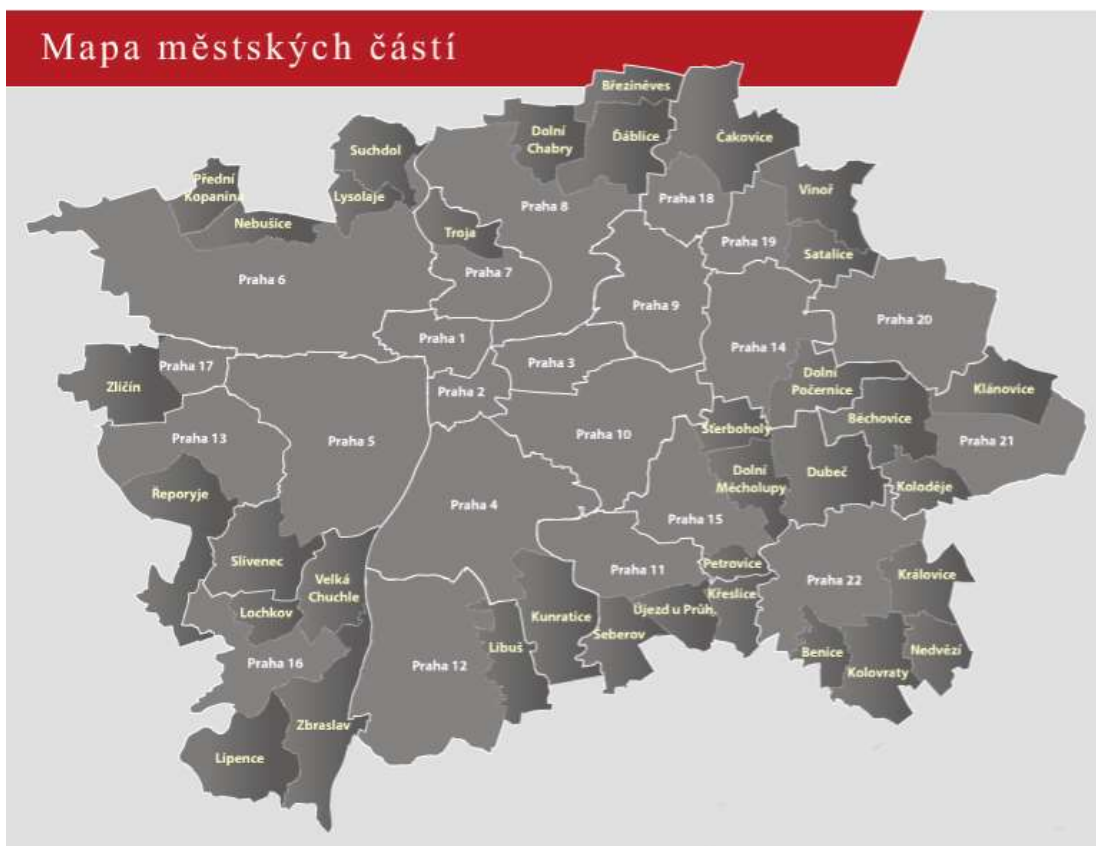 Mapa městských částí
Březiněves
Dolní
Chabry
Ďáblice
Čakovice
Suchdol
Přední
Kopanina
Lysolaje
Vinoř
Praha 18
Praha 8
Nebušice
Troja
Praha 19
Satalice
Praha 7
Praha 6
Praha 9
Praha 20
Praha 1
Praha 14
Praha 3
Praha 17
Dolní
Počernice
Zličín
Klánovice
Praha 2
Běchovice
Šterboholy
Praha 13
Praha 5
Praha 10
Praha 21
Dolní
Měcholupy
Dubeč
Koloděje
Řeporyje
Praha 4
Praha 15
Slivenec
Petrovice
Praha 11
Velká
Chuchle
Praha 22
Královice
Křeslice
Lochkov
Kunratice
Újezd u Průh.
Šeberov
Libuš
Benice
Nedvězí
Praha 16
Praha 12
Kolovraty
Zbraslav
Lipence